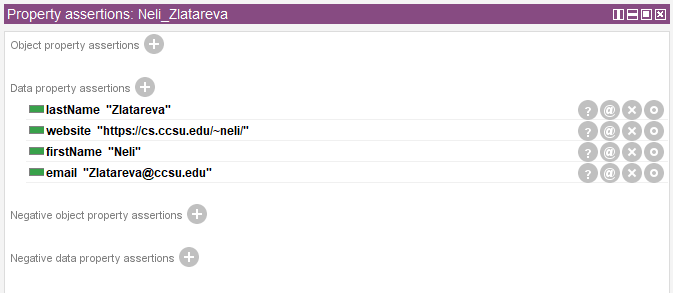 Property assertions: Neli_Zlatareva
Object property assertions
Data property assertions
lastName "Zlatareva"
website "https://cs.ccsu.edu/~neli/"
firstName "Neli"
email "Zlatareva@ccsu.edu"
Negative object property assertions
Negative data property assertions